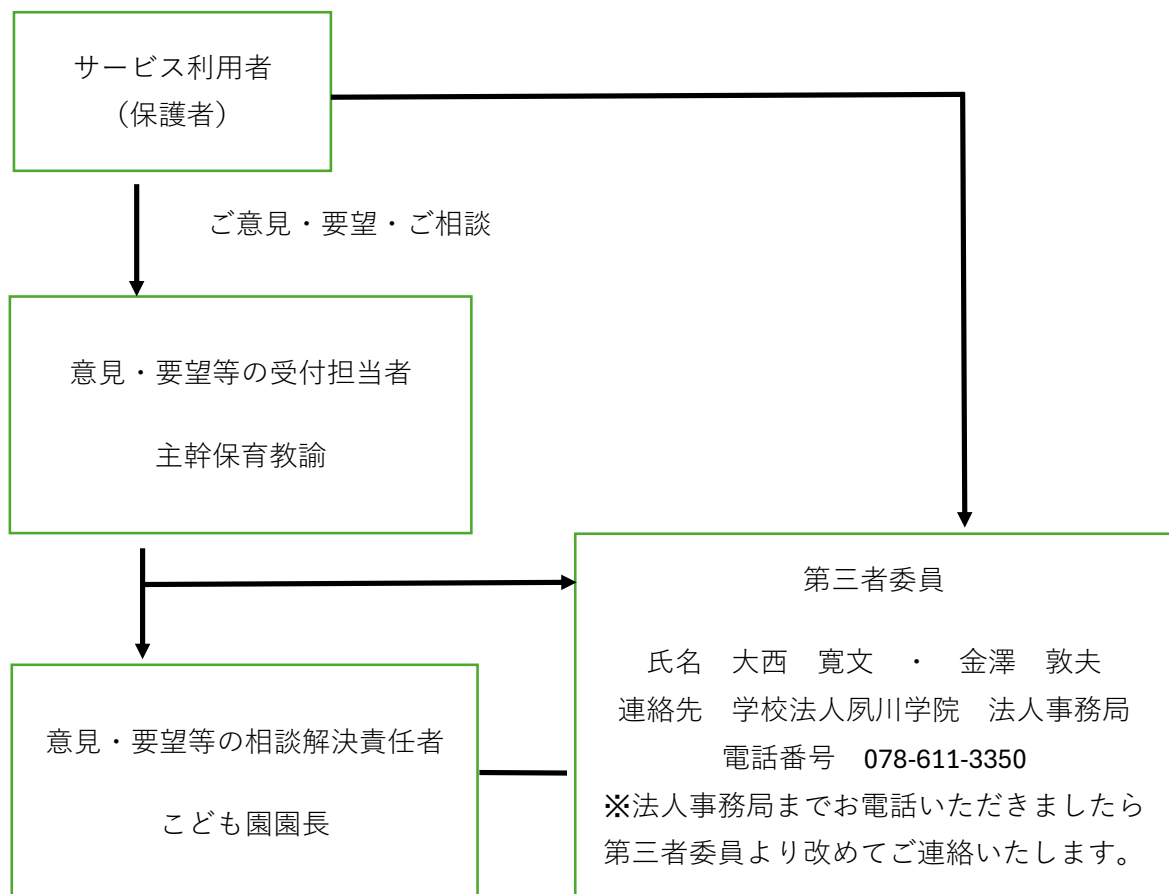 サービス利用者
（保護者）
ご意見・要望・ご相談
意見・要望等の受付担当者
主幹保育教諭
意見・要望等の相談解決責任者
こども園園長
第三者委員
氏名　大西　寛文　・　金澤　敦夫
連絡先　学校法人夙川学院　法人事務局
電話番号　078-611-3350
※法人事務局までお電話いただきましたら
第三者委員より改めてご連絡いたします。